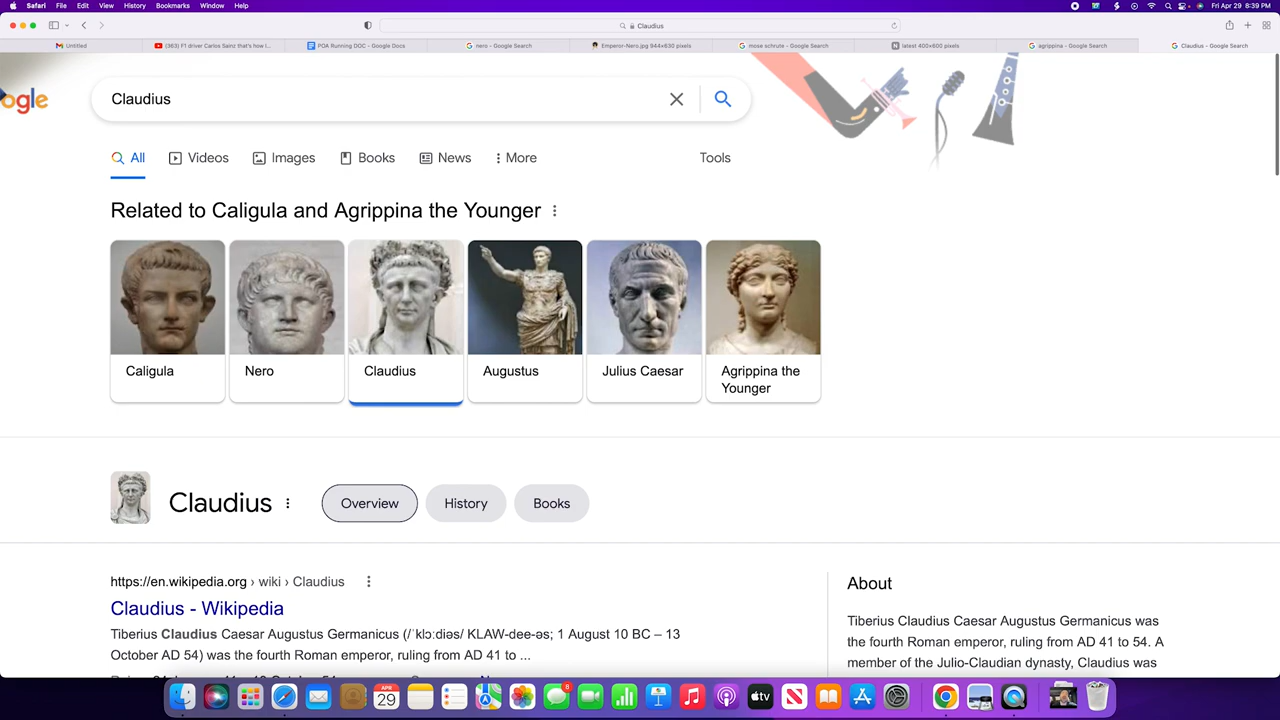 Safari File Edit View History Bookmarks Window Help
Fri Apr 29 8:39 PM
Claudius
Untitled
(363) F1 driver Carlos Sainz that's how i...
POA Running DOC - Google Docs
nero - Google Search
Emperor-Nero.jpg 944×630 pixels
mose schrute - Google Search
latest 400×600 pixels
agrippina - Google Search
Claudius - Google Search
ogle
Claudius
All Videos Images Books News More Tools
Related to Caligula and Agrippina the Younger
Caligula
Nero
Claudius
Augustus
Julius Caesar
Agrippina the
Younger
Claudius
Overview History Books
https://en.wikipedia.org › wiki › Claudius
Claudius - Wikipedia
Tiberius Claudius Caesar Augustus Germanicus (/ˈklɔːdiəs/ KLAW-dee-əs; 1 August 10 BC – 13
October AD 54) was the fourth Roman emperor, ruling from AD 41 to ...
About
Tiberius Claudius Caesar Augustus Germanicus was
the fourth Roman emperor, ruling from AD 41 to 54. A
member of the Julio-Claudian dynasty, Claudius was
APR
29
8
tv